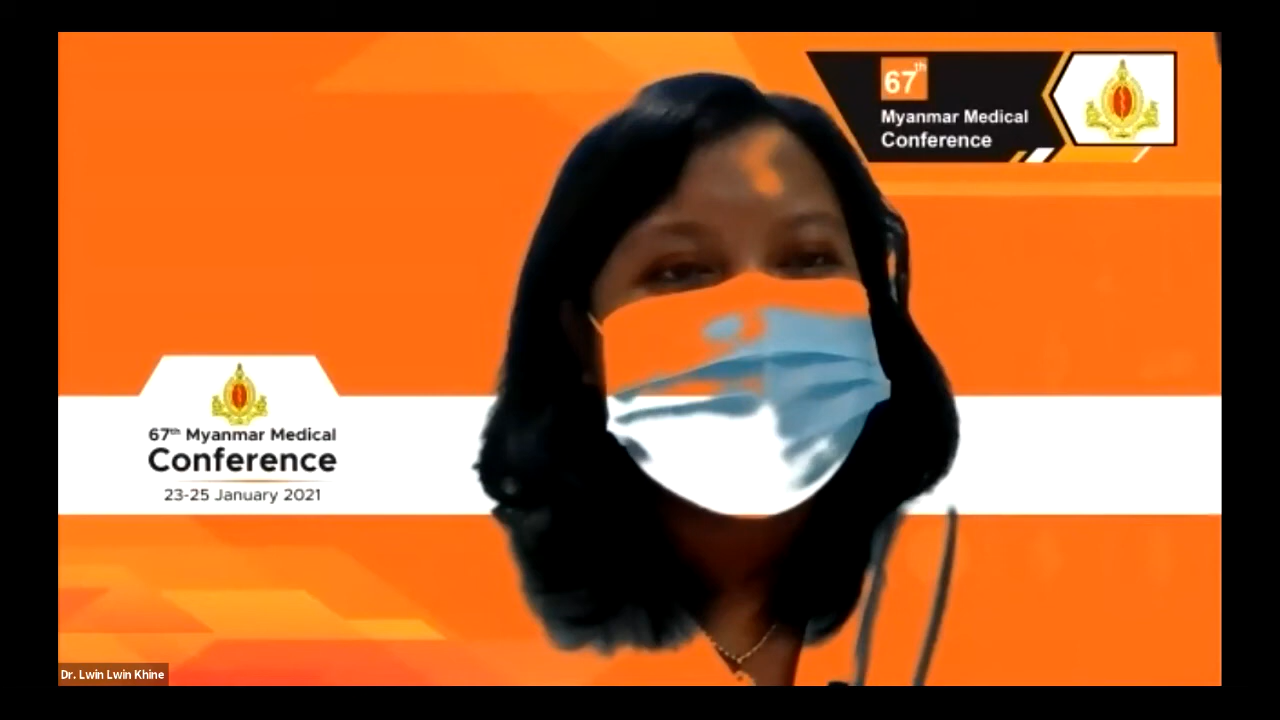 67th
Myanmar Medical
Conference
67th Myanmar Medical
Conference
23-25 January 2021
Dr. Lwin Lwin Khine